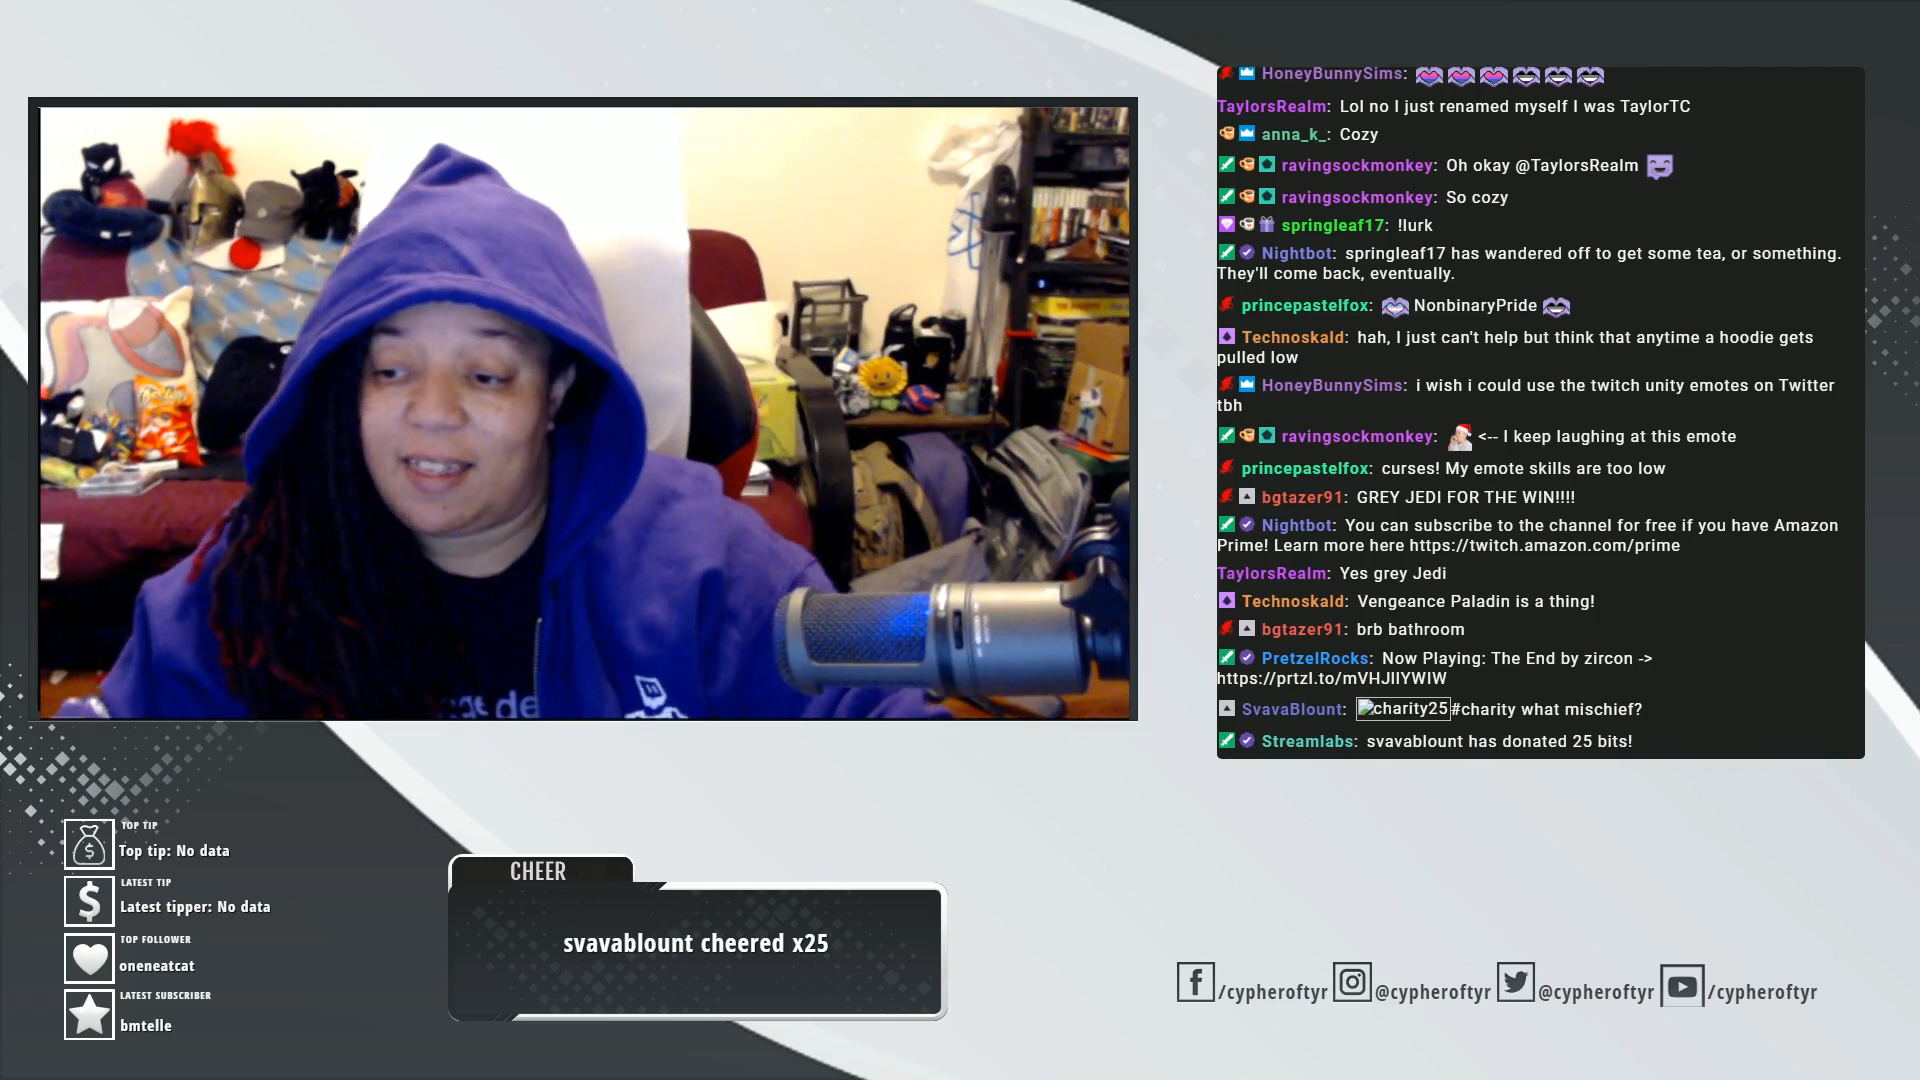 HoneyBunnySims:
TaylorsRealm: Lol no I just renamed myself I was TaylorTC
anna_k_: Cozy
ravingsockmonkey: Oh okay @TaylorsRealm
ravingsockmonkey: So cozy
springleaf17: !lurk
Nightbot: springleaf17 has wandered off to get some tea, or something.
They'll come back, eventually.
princepastelfox: NonbinaryPride
Technoskald: hah, I just can't help but think that anytime a hoodie gets
pulled low
HoneyBunnySims: i wish i could use the twitch unity emotes on Twitter
tbh
ravingsockmonkey: <-- I keep laughing at this emote
princepastelfox: curses! My emote skills are too low
bgtazer91: GREY JEDI FOR THE WIN!!!!
Nightbot: You can subscribe to the channel for free if you have Amazon
Prime! Learn more here https://twitch.amazon.com/prime
TaylorsRealm: Yes grey Jedi
Technoskald: Vengeance Paladin is a thing!
bgtazer91: brb bathroom
PretzelRocks: Now Playing: The End by zircon ->
https://prtzl.to/mVHJIIYWIW
SvavaBlount: charity25#charity what mischief?
Streamlabs: svavablount has donated 25 bits!
TOP TIP
Top tip: No data
LATEST TIP
Latest tipper: No data
TOP FOLLOWER
oneneatcat
LATEST SUBSCRIBER
bmtelle
CHEER
svavablount cheered x25
/cypheroftyr @cypheroftyr @cypheroftyr /cypheroftyr